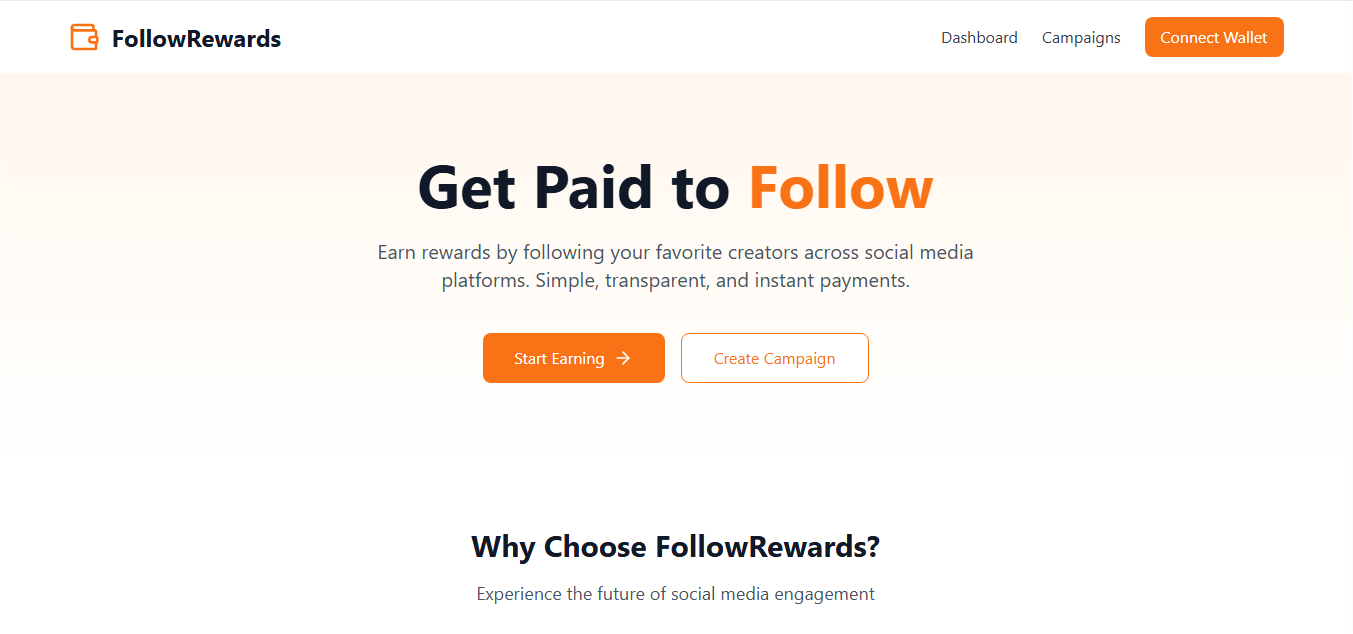 FollowRewards
Dashboard
Campaigns
Connect Wallet
Get Paid to Follow
Earn rewards by following your favorite creators across social media
platforms. Simple, transparent, and instant payments.
Start Earning
Create Campaign
Why Choose FollowRewards?
Experience the future of social media engagement